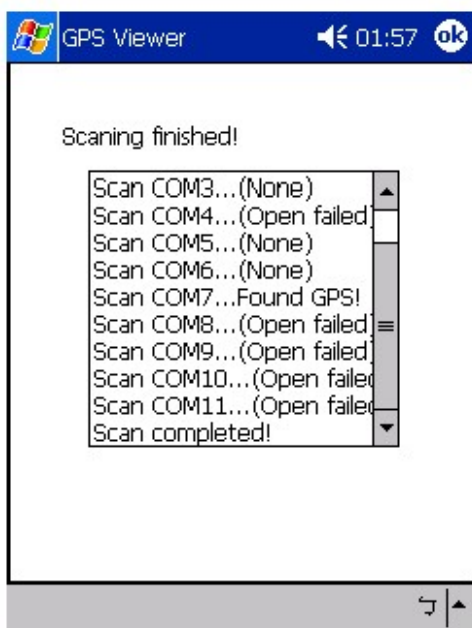 GPS Viewer 01:57 ok
Scaning finished!
Scan COM3...(None)
Scan COM4...(Open failed)
Scan COM5...(None)
Scan COM6...(None)
Scan COM7...Found GPS!
Scan COM8...(Open failed)
Scan COM9...(Open failed)
Scan COM10...(Open failed
Scan COM11...(Open failed
Scan completed!
ㄅ